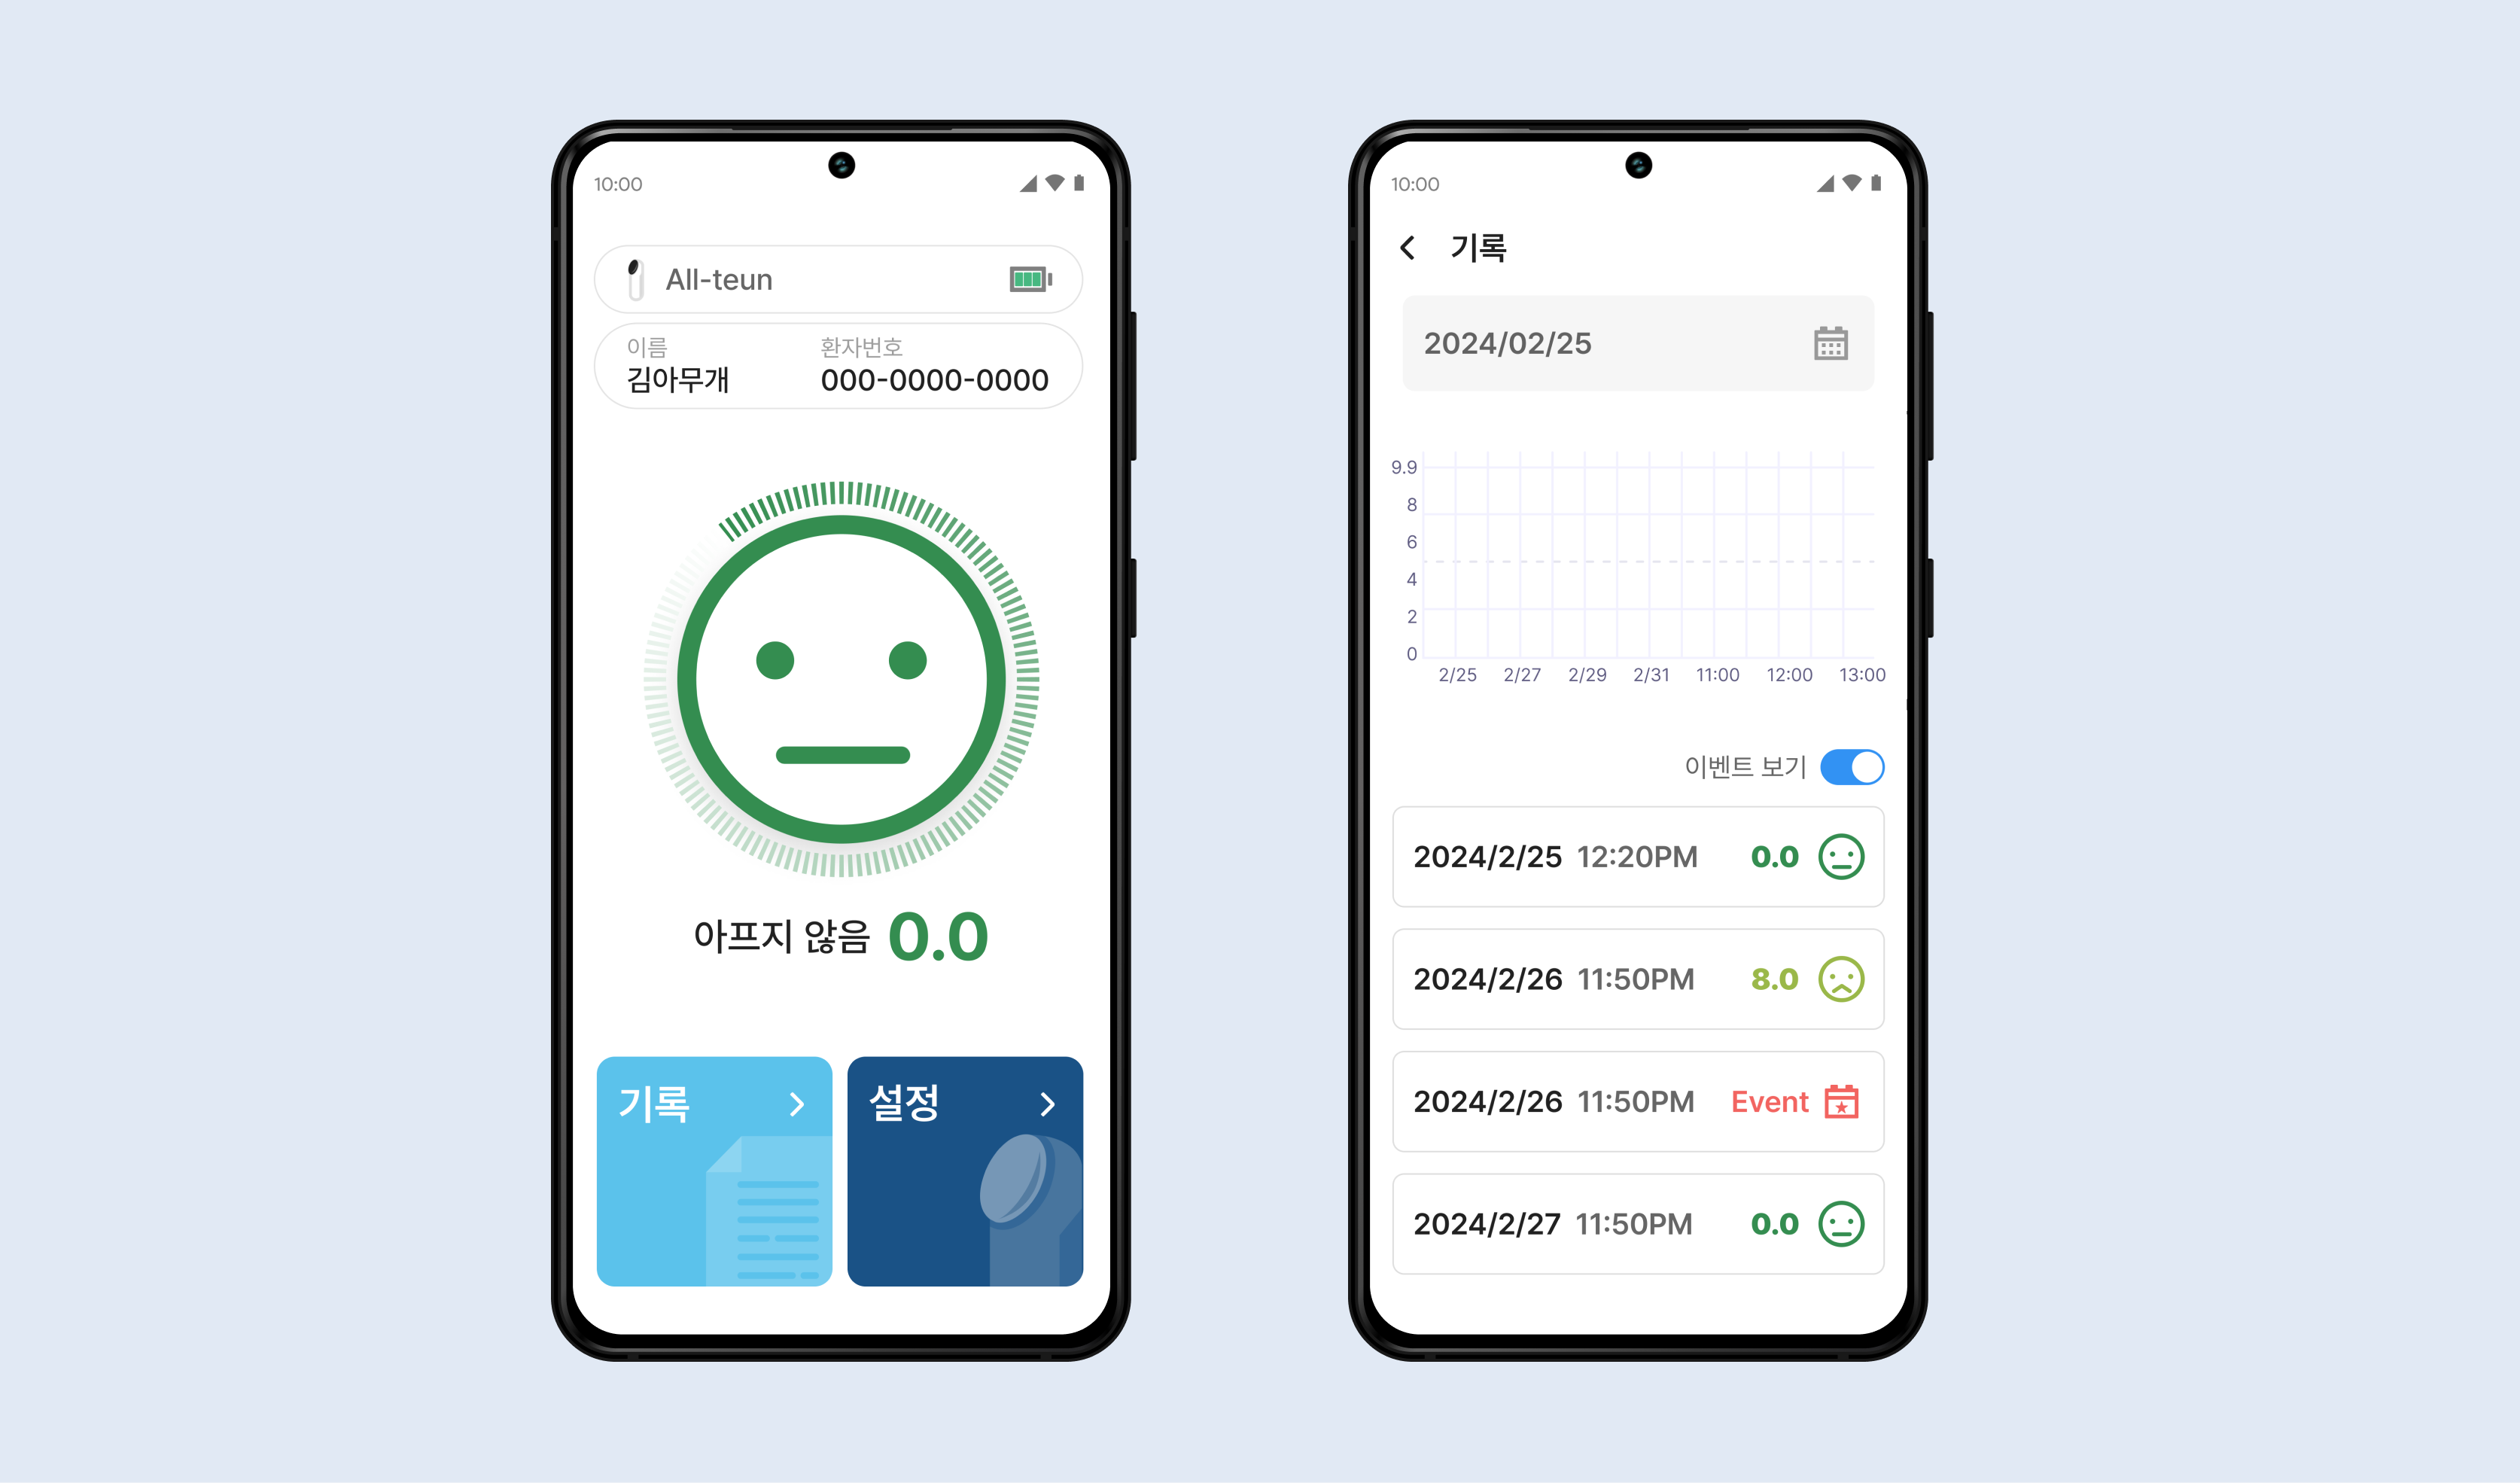 10:00
All-teun
이름 환자번호
김아무개 000-0000-0000
아프지 않음 0.0
기록 설정
10:00
기록
2024/02/25
9.9
8
6
4
2
0
2/25 2/27 2/29 2/31 11:00 12:00 13:00
이벤트 보기
2024/2/25 12:20PM 0.0
2024/2/26 11:50PM 8.0
2024/2/26 11:50PM Event
2024/2/27 11:50PM 0.0